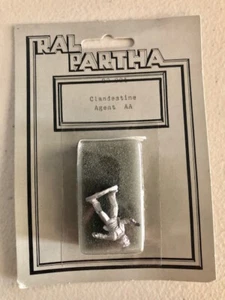 RAL
PARTHA
Clandestine
Agent AA